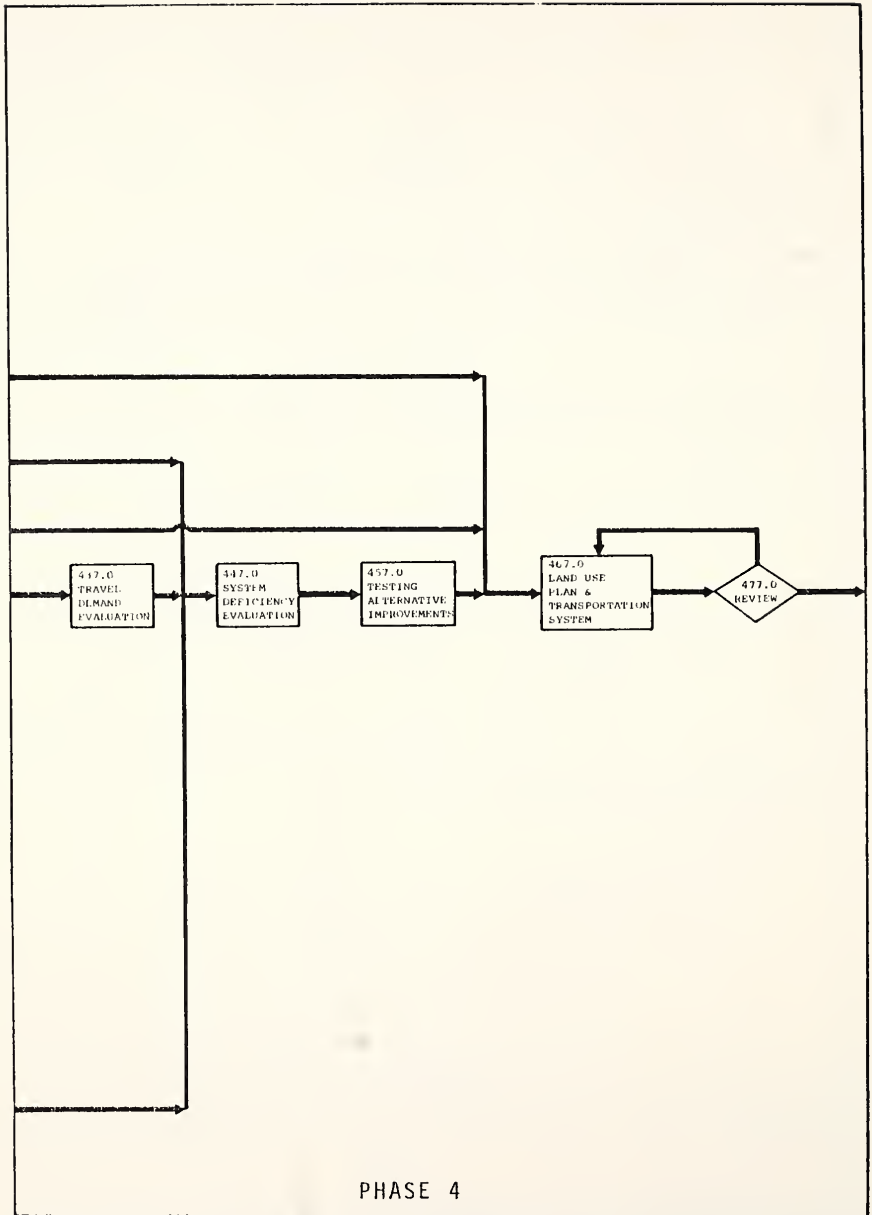 437.0
TRAVEL
DEMAND
EVALUATION
447.0
SYSTEM
DEFICIENCY
EVALUATION
457.0
TESTING
ALTERNATIVE
IMPROVEMENTS
467.0
LAND USE
PLAN &
TRANSPORTATION
SYSTEM
477.0
REVIEW
PHASE 4